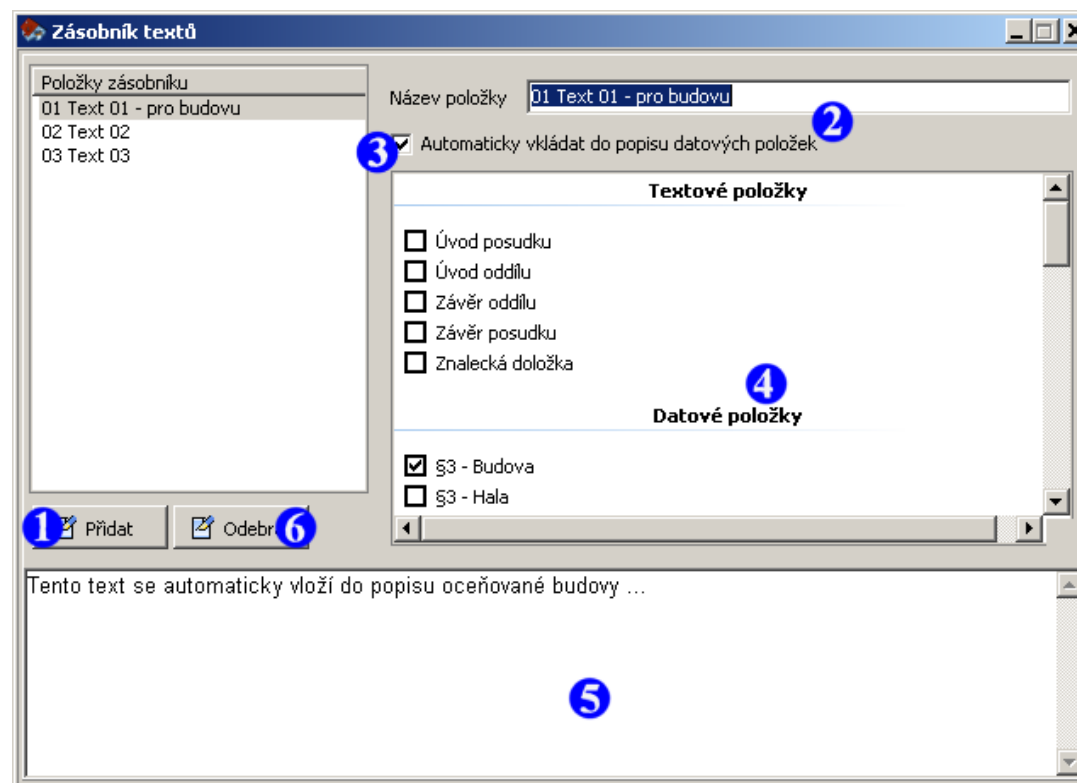 Zásobník textů
Položky zásobníku
01 Text 01 - pro budovu
02 Text 02
03 Text 03
Název položky 01 Text 01 - pro budovu
2
3 Automaticky vkládat do popisu datových položek
Textové položky
Úvod posudku
Úvod oddílu
Závěr oddílu
Závěr posudku
Znalecká doložka
4
Datové položky
§3 - Budova
§3 - Hala
1 Přidat
6
Tento text se automaticky vloží do popisu oceňované budovy ...
5